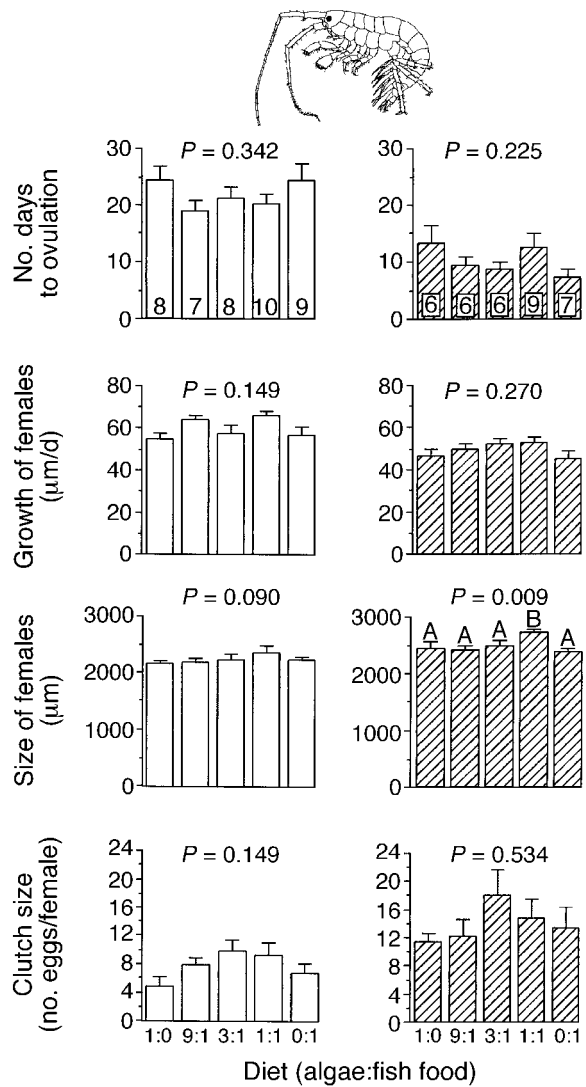 P = 0.342
P = 0.225
No. days
to ovulation
30
20
10
0
8 7 8 10 9
30
20
10
0
6 6 6 9 7
P = 0.149
P = 0.270
Growth of females
(μm/d)
80
60
40
20
0
80
60
40
20
0
P = 0.090
P = 0.009
Size of females
(μm)
3000
2000
1000
0
3000
2000
1000
0
A A A B A
P = 0.149
P = 0.534
Clutch size
(no. eggs/female)
24
20
16
12
8
4
0
24
20
16
12
8
4
0
1:0 9:1 3:1 1:1 0:1
1:0 9:1 3:1 1:1 0:1
Diet (algae:fish food)